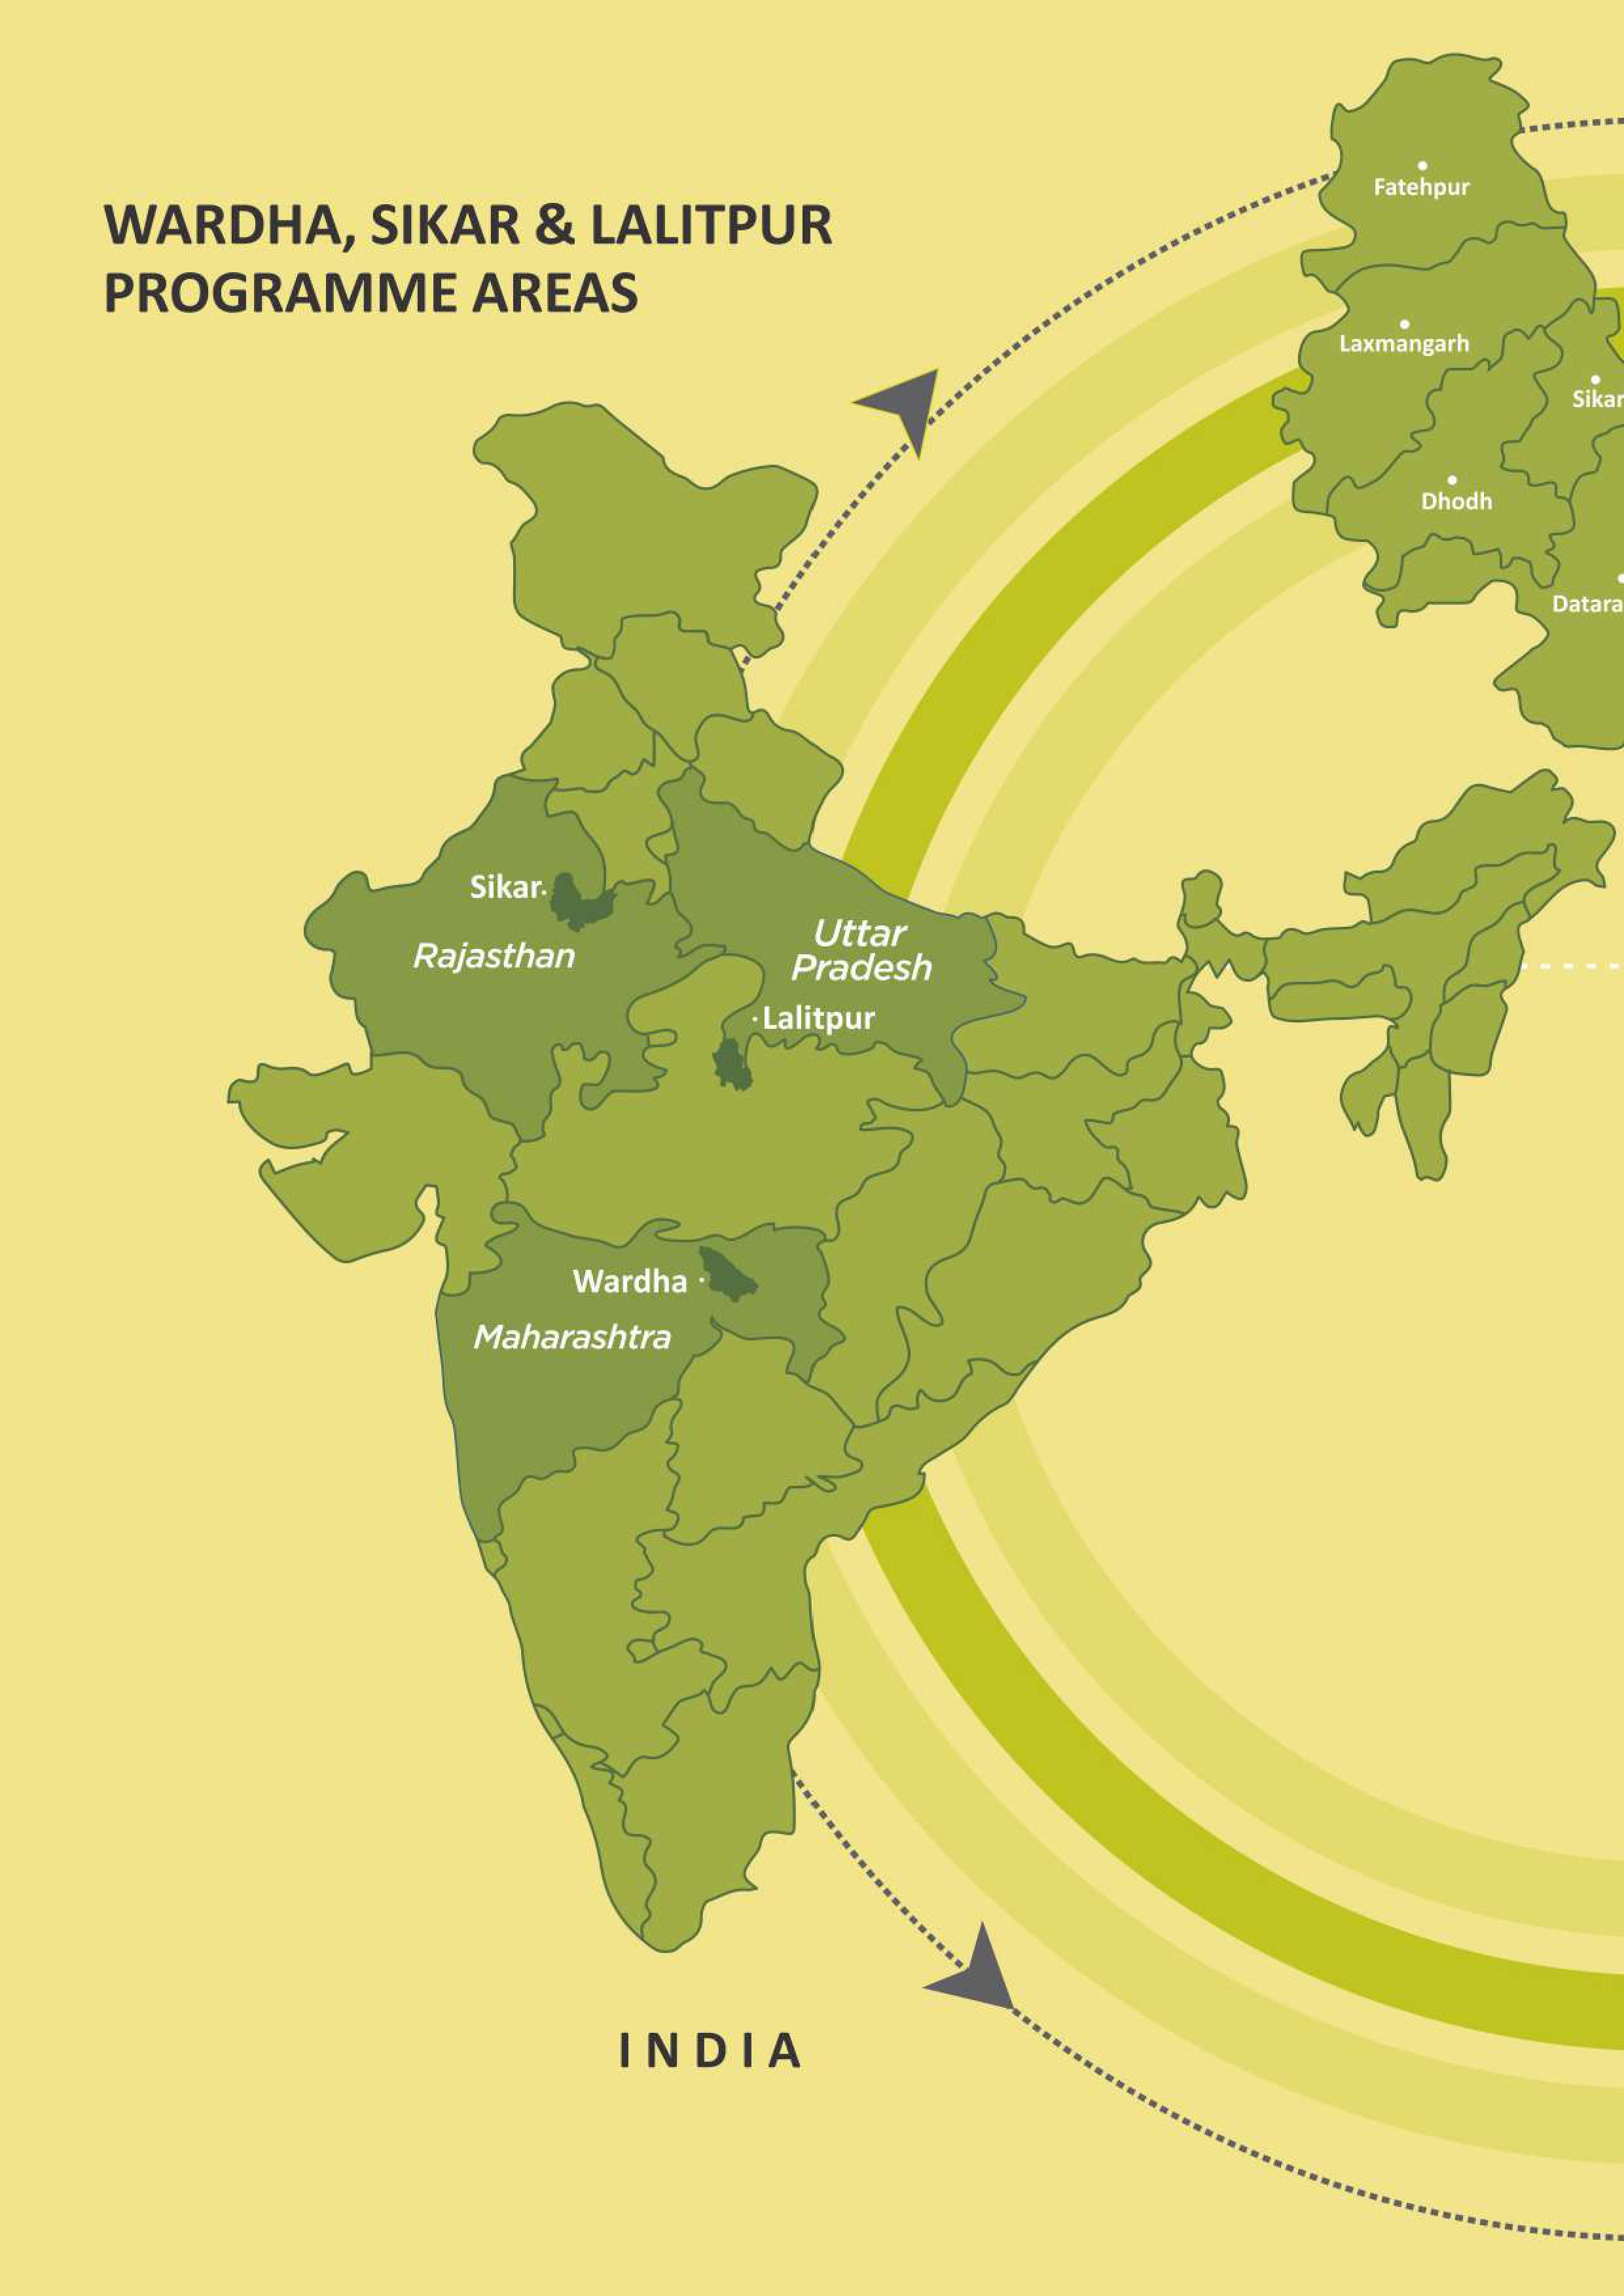 WARDHA, SIKAR & LALITPUR
PROGRAMME AREAS
Fatehpur
Laxmangarh
Sikar
Dhodh
Datara
Sikar
Rajasthan
Uttar
Pradesh
Lalitpur
Wardha
Maharashtra
INDIA